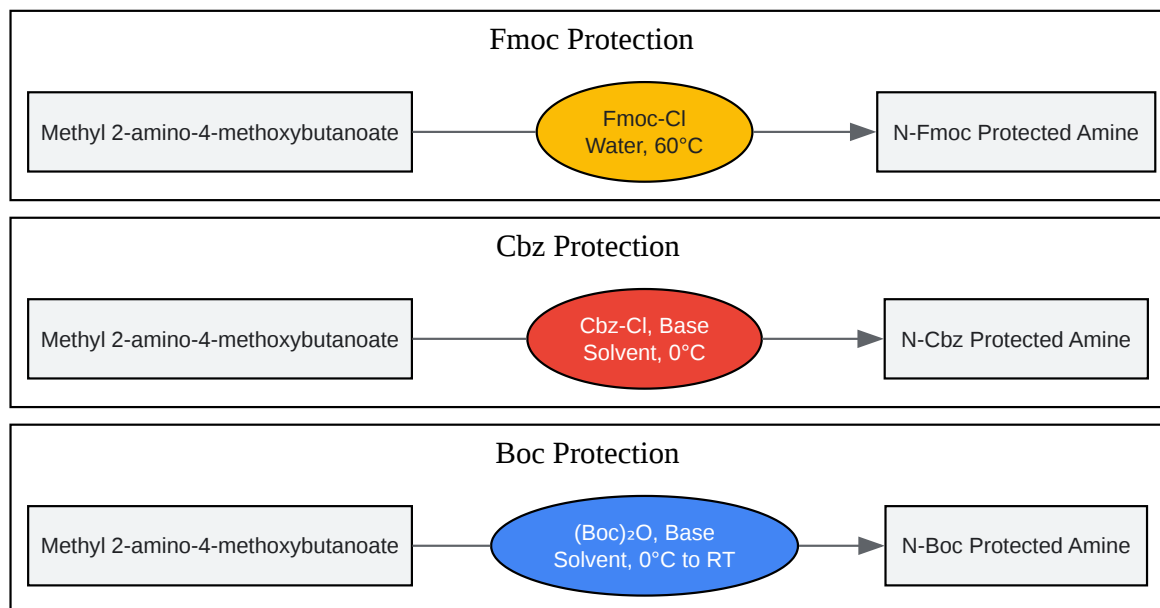 Fmoc Protection
Methyl 2-amino-4-methoxybutanoate
Fmoc-Cl
Water, 60°C
N-Fmoc Protected Amine
Cbz Protection
Methyl 2-amino-4-methoxybutanoate
Cbz-Cl, Base
Solvent, 0°C
N-Cbz Protected Amine
Boc Protection
Methyl 2-amino-4-methoxybutanoate
(Boc)₂O, Base
Solvent, 0°C to RT
N-Boc Protected Amine